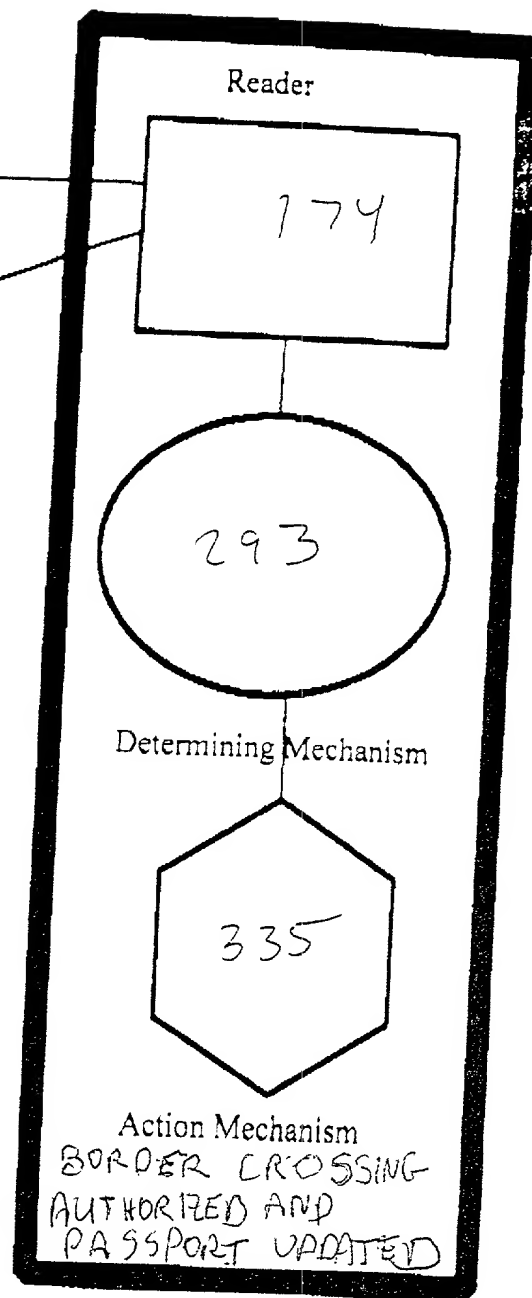 Reader
174
293
Determining Mechanism
335
Action Mechanism
BORDER CROSSING
AUTHORIZED AND
PASSPORT UPDATED